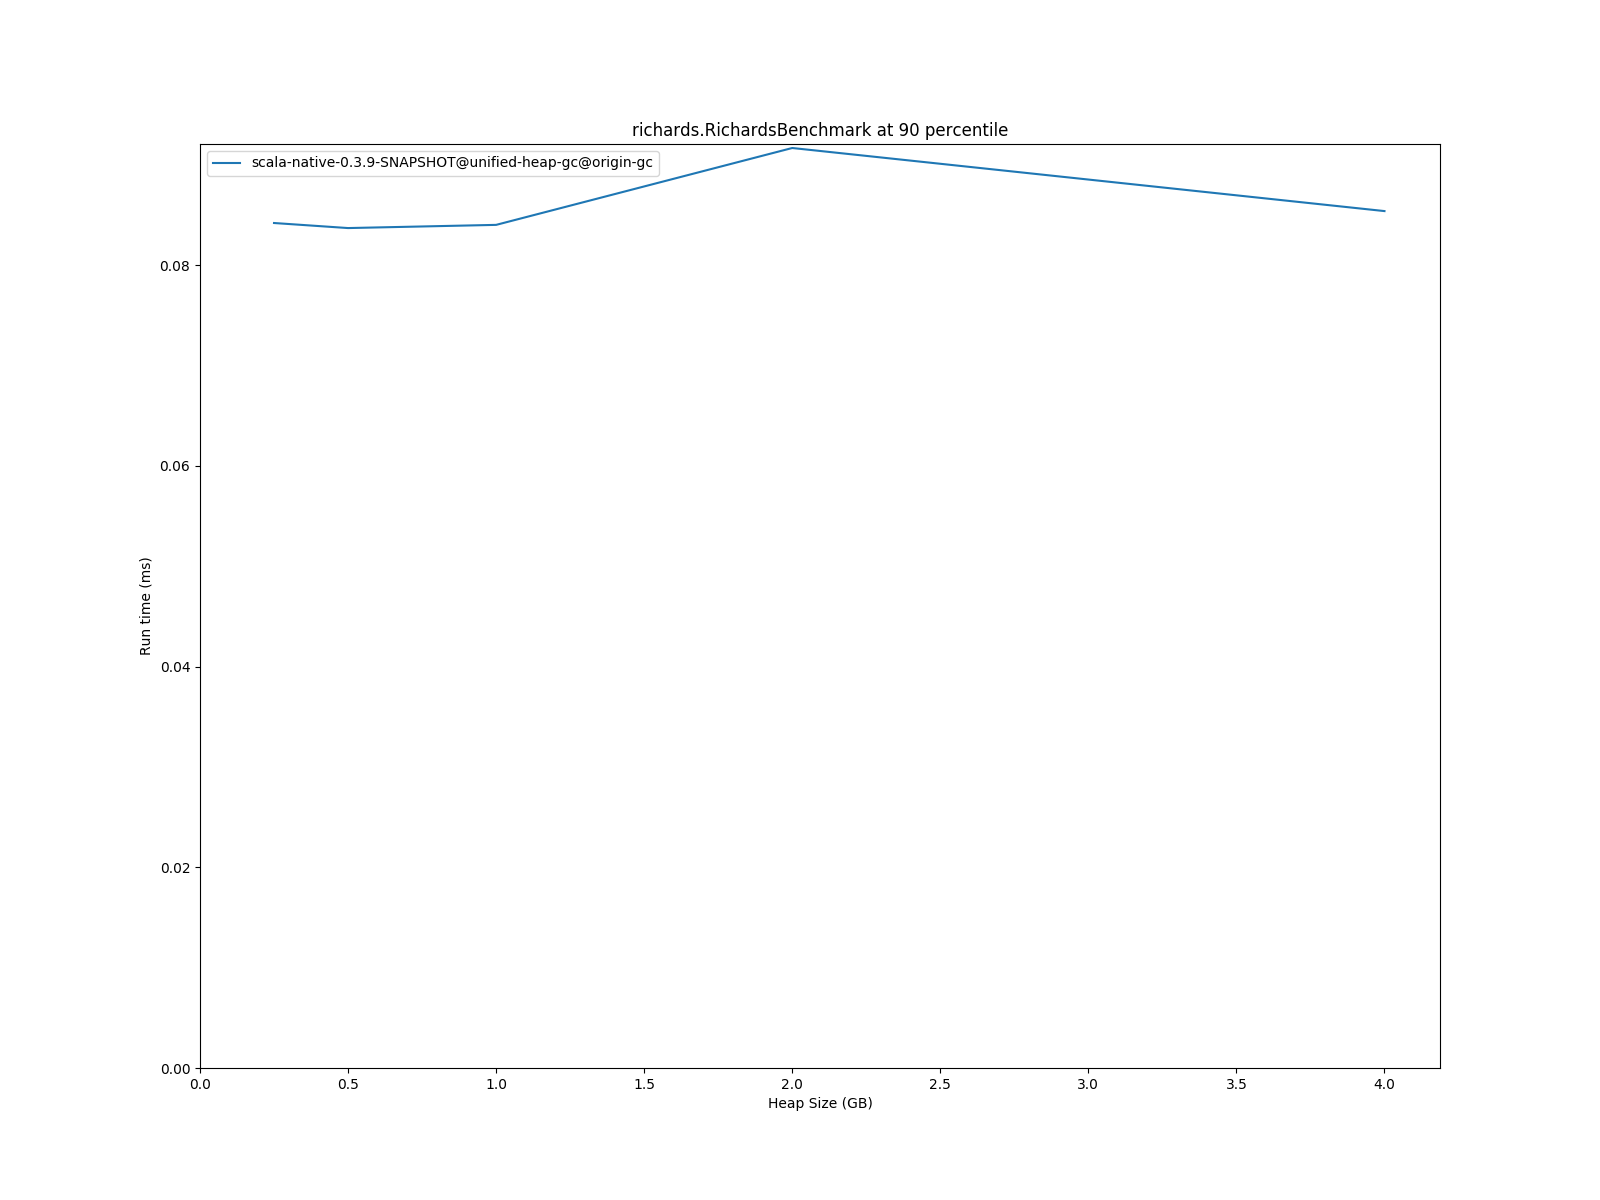 richards.RichardsBenchmark at 90 percentile
scala-native-0.3.9-SNAPSHOT@unified-heap-gc@origin-gc
0.08
0.06
0.04
0.02
0.00
Run time (ms)
0.0 0.5 1.0 1.5 2.0 2.5 3.0 3.5 4.0
Heap Size (GB)